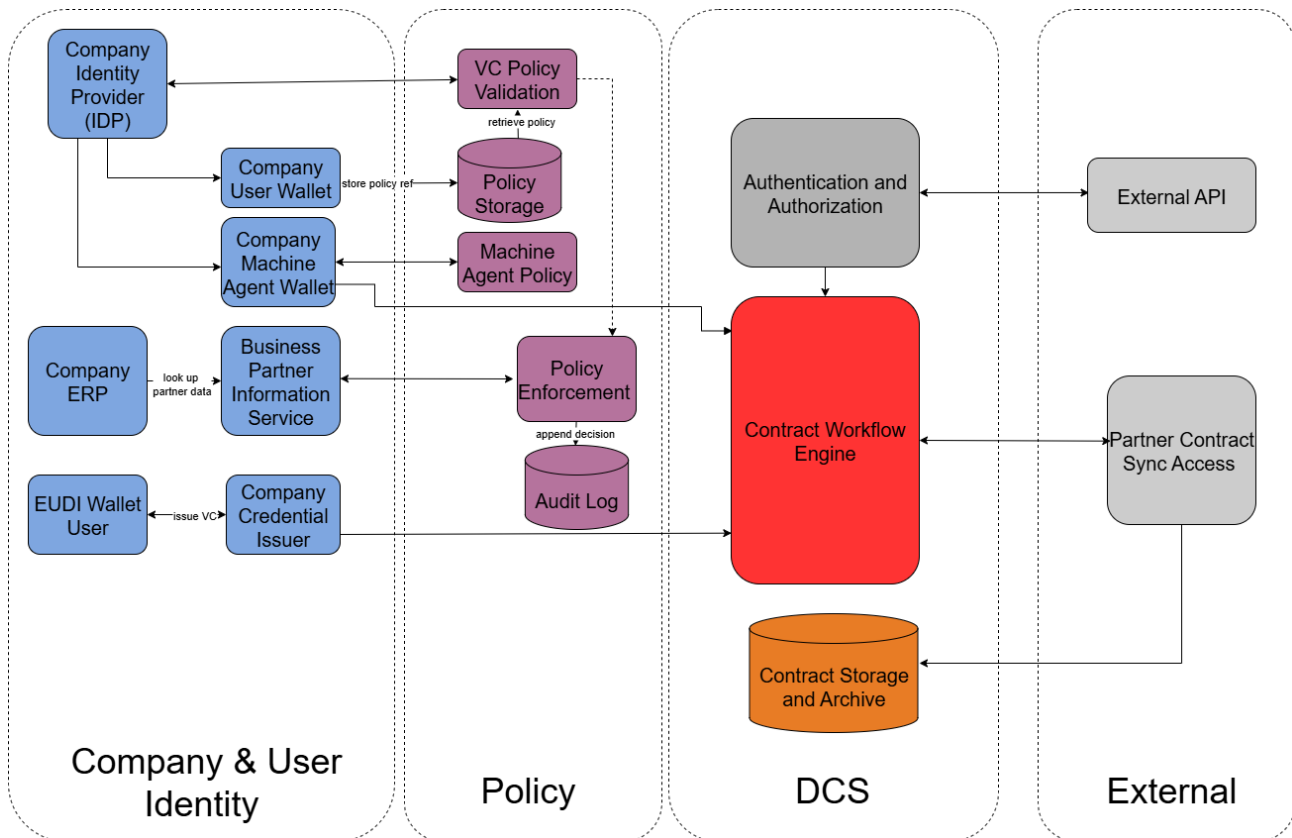 Company
Identity
Provider
(IDP)
VC Policy
Validation
retrieve policy
Company
User Wallet
store policy ref
Policy
Storage
Authentication and
Authorization
External API
Company
Machine
Agent Wallet
Machine
Agent Policy
Company
ERP
look up
partner data
Business
Partner
Information
Service
Policy
Enforcement
append decision
Audit Log
Contract Workflow
Engine
Partner Contract
Sync Access
EUDI Wallet
User
issue VC
Company
Credential
Issuer
Contract Storage
and Archive
Company & User
Identity
Policy
DCS
External